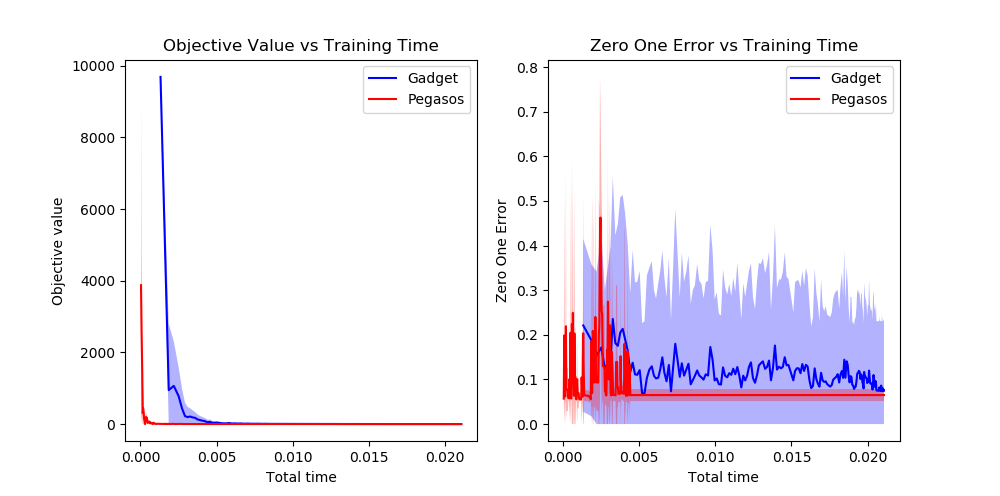 Objective Value vs Training Time
10000
8000
6000
4000
2000
0
Objective value
Gadget
Pegasos
0.000 0.005 0.010 0.015 0.020
Total time
Zero One Error vs Training Time
0.8
0.7
0.6
0.5
0.4
0.3
0.2
0.1
0.0
Zero One Error
Gadget
Pegasos
0.000 0.005 0.010 0.015 0.020
Total time